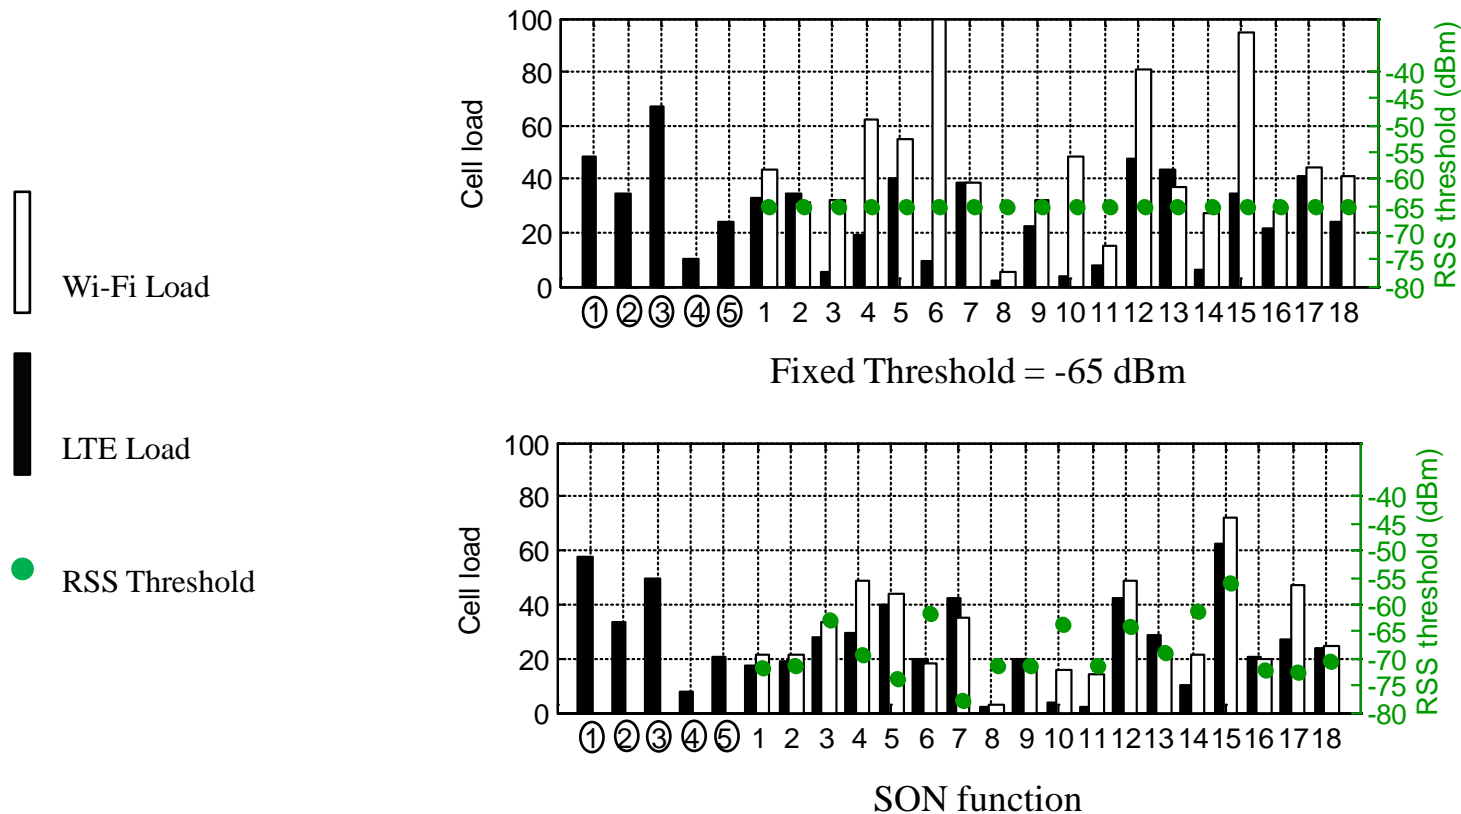 100
80
60
40
20
0
Cell load
-40
-45
-50
-55
-60
-65
-70
-75
-80
RSS threshold (dBm)
① ② ③ ④ ⑤ 1 2 3 4 5 6 7 8 9 10 11 12 13 14 15 16 17 18
Fixed Threshold = -65 dBm
Wi-Fi Load
LTE Load
RSS Threshold
100
80
60
40
20
0
Cell load
-40
-45
-50
-55
-60
-65
-70
-75
-80
RSS threshold (dBm)
① ② ③ ④ ⑤ 1 2 3 4 5 6 7 8 9 10 11 12 13 14 15 16 17 18
SON function